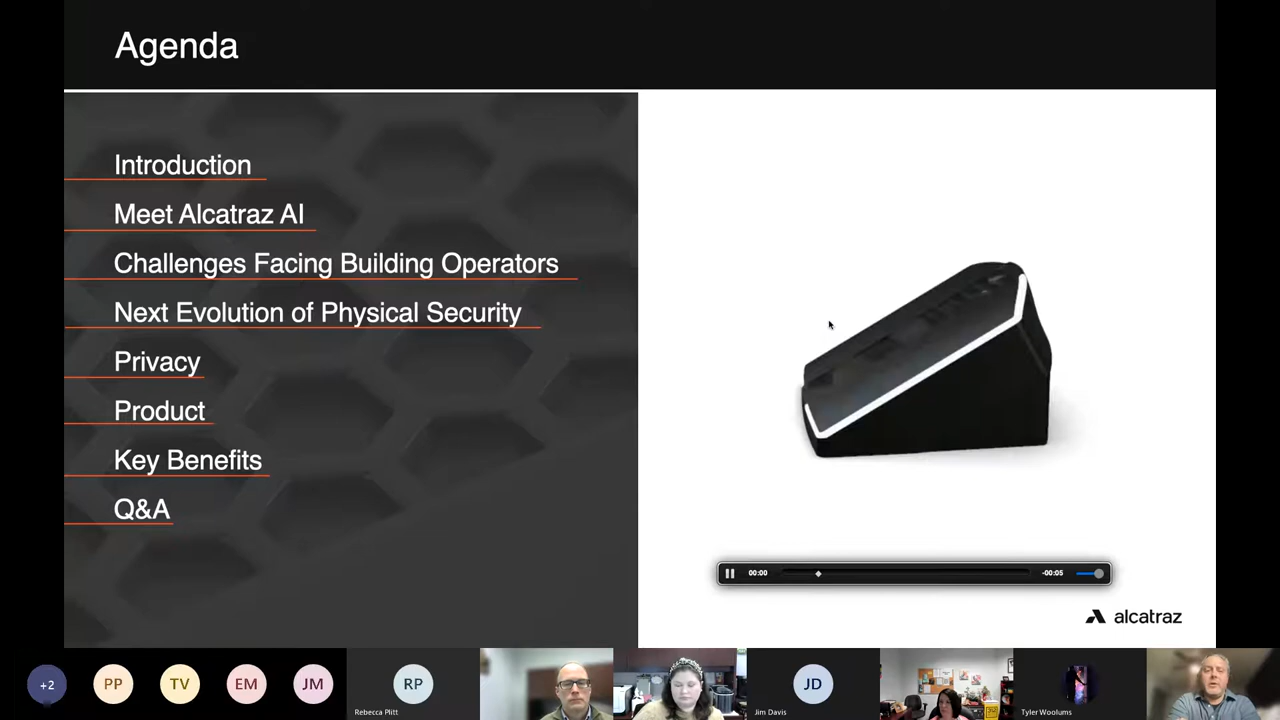 Agenda
Introduction
Meet Alcatraz AI
Challenges Facing Building Operators
Next Evolution of Physical Security
Privacy
Product
Key Benefits
Q&A
00:00
-00:05
alcatraz
+2
PP
TV
EM
JM
RP
Rebecca Plitt
JD
Jim Davis
Tyler Woolums